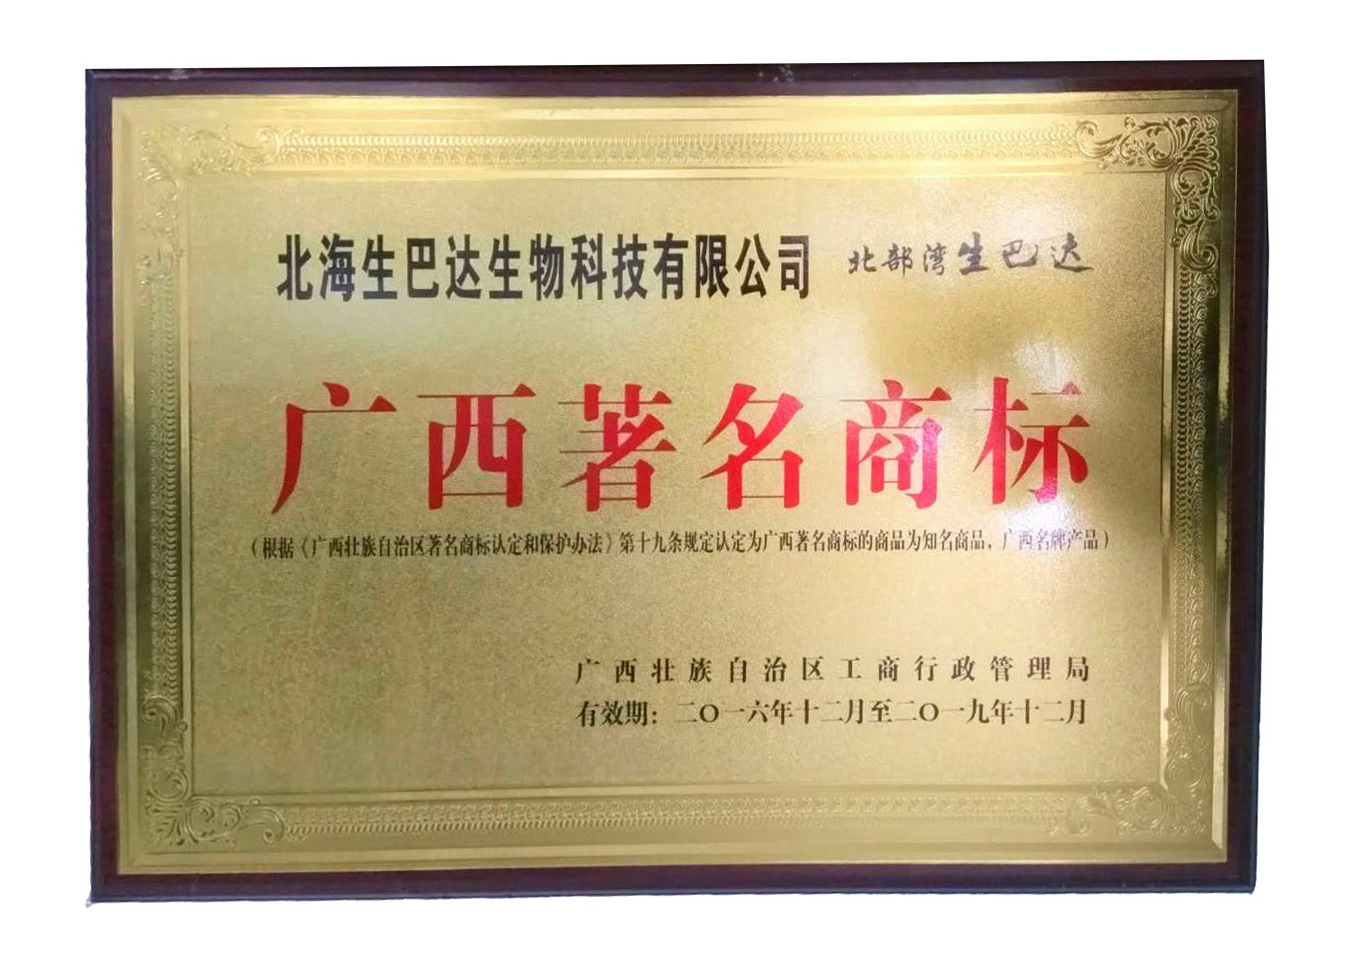 北海生巴达生物科技有限公司 北部湾生巴达
广西著名商标
（根据《广西壮族自治区著名商标认定和保护办法》第十九条规定认定为广西著名商标的商品为知名商品，广西名牌产品）
广西壮族自治区工商行政管理局
有效期：二〇一六年十二月至二〇一九年十二月